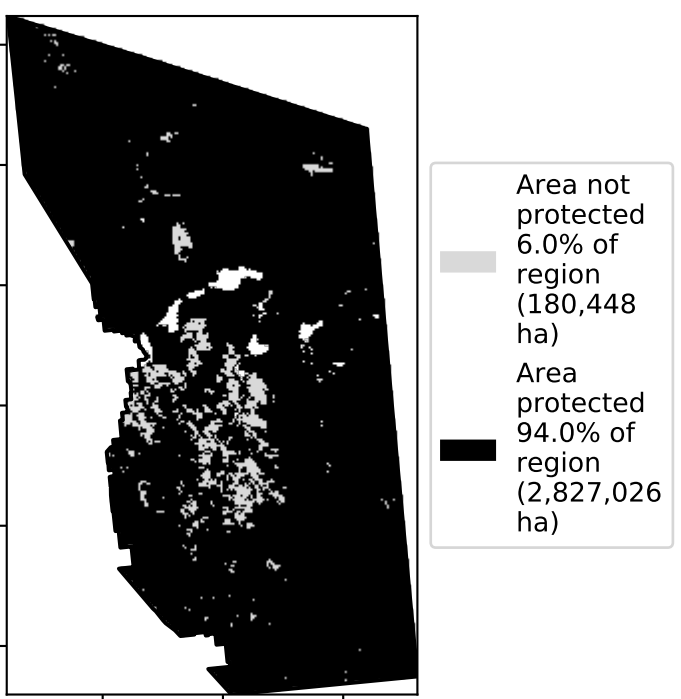 Area not
protected
6.0% of
region
(180,448
ha)
Area
protected
94.0% of
region
(2,827,026
ha)